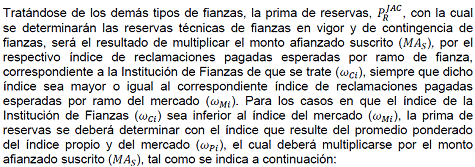 Tratándose de los demás tipos de fianzas, la prima de reservas, P_R^{JAC}, con la cual
se determinarán las reservas técnicas de fianzas en vigor y de contingencia de
fianzas, será el resultado de multiplicar el monto afianzado suscrito (MA_S), por el
respectivo índice de reclamaciones pagadas esperadas por ramo de fianza,
correspondiente a la Institución de Fianzas de que se trate (ω_{Ci}), siempre que dicho
índice sea mayor o igual al correspondiente índice de reclamaciones pagadas
esperadas por ramo del mercado (ω_{Mi}). Para los casos en que el índice de la
Institución de Fianzas (ω_{Ci}) sea inferior al índice del mercado (ω_{Mi}), la prima de
reservas se deberá determinar con el índice que resulte del promedio ponderado
del índice propio y del mercado (ω_{Pi}), el cual deberá multiplicarse por el monto
afianzado suscrito (MA_S), tal como se indica a continuación: